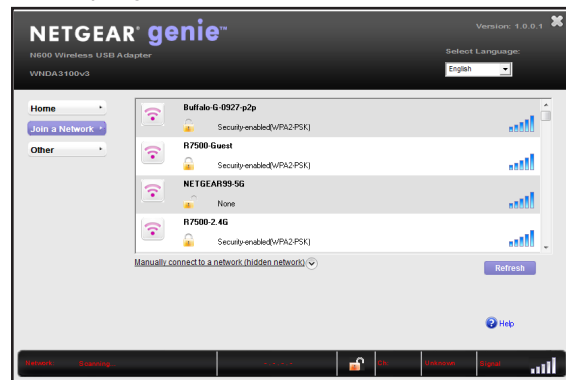 NETGEAR® genie™
Version: 1.0.0.1
N600 Wireless USB Adapter
Select Language:
WNDA3100v3
English
Home
Join a Network
Other
Buffalo-G-0927-p2p
Security-enabled(WPA2-PSK)
R7500-Guest
Security-enabled(WPA2-PSK)
NETGEAR99-5G
None
R7500-2.4G
Security-enabled(WPA2-PSK)
Manually connect to a network (hidden network)
Refresh
Help
Network: Scanning... Ch. Unknown Signal